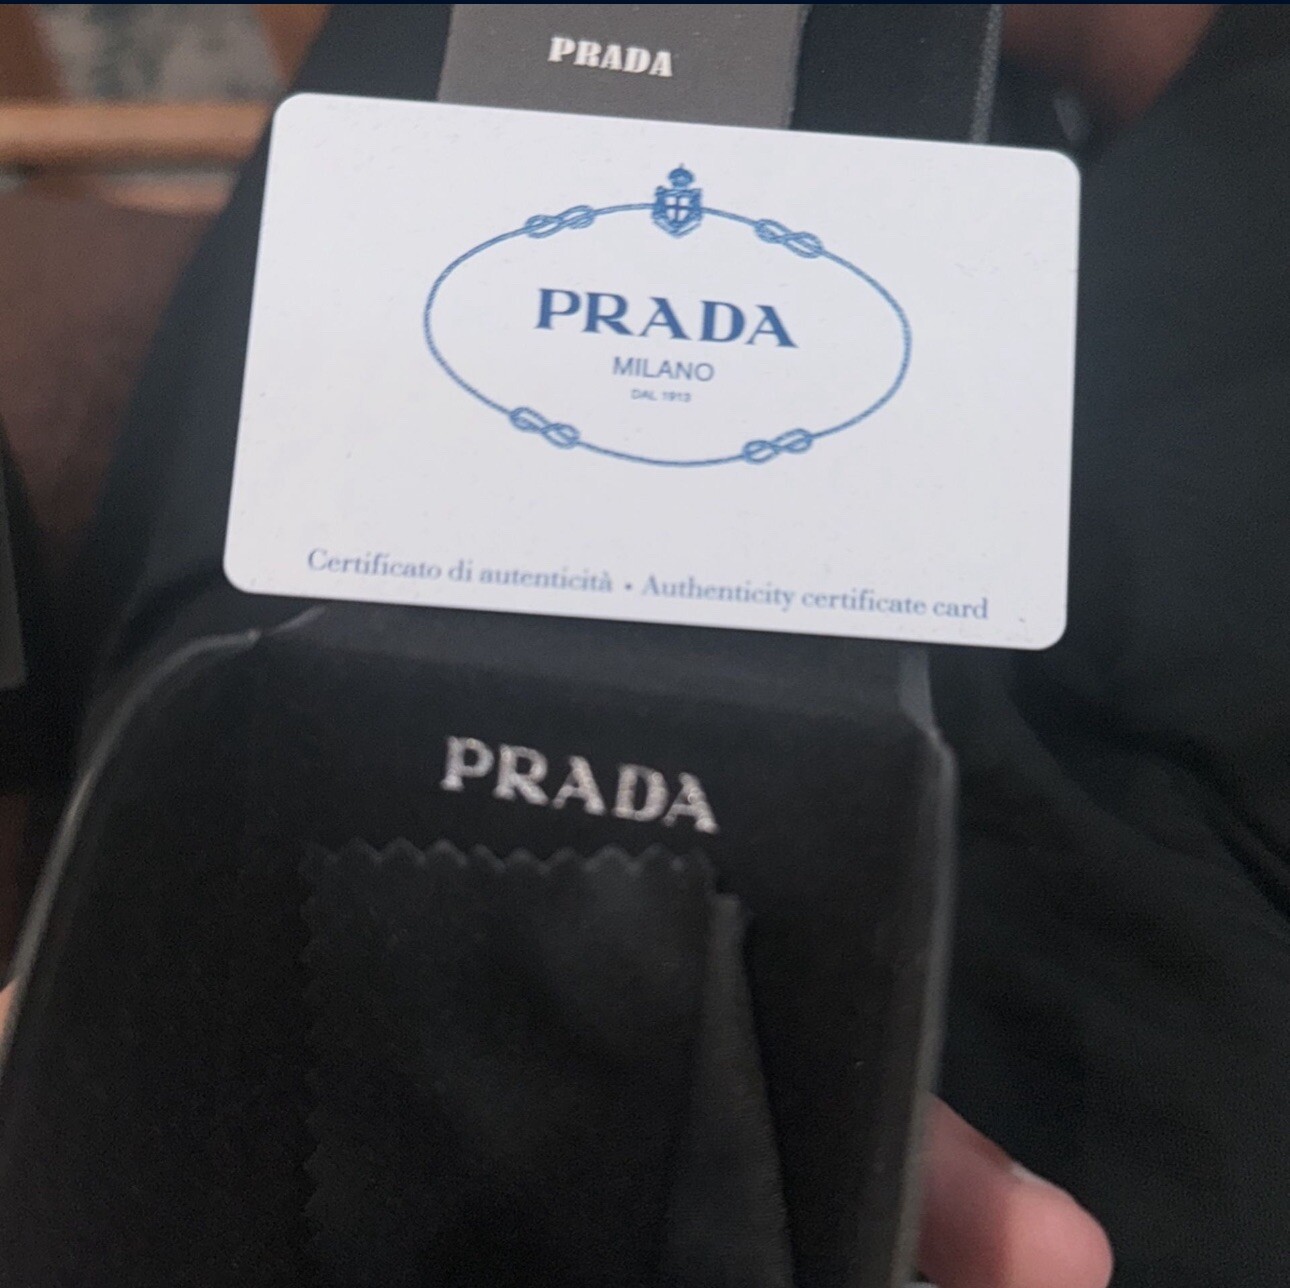 PRADA
PRADA
MILANO
DAL 1913
Certificato di autenticità • Authenticity certificate card
PRADA